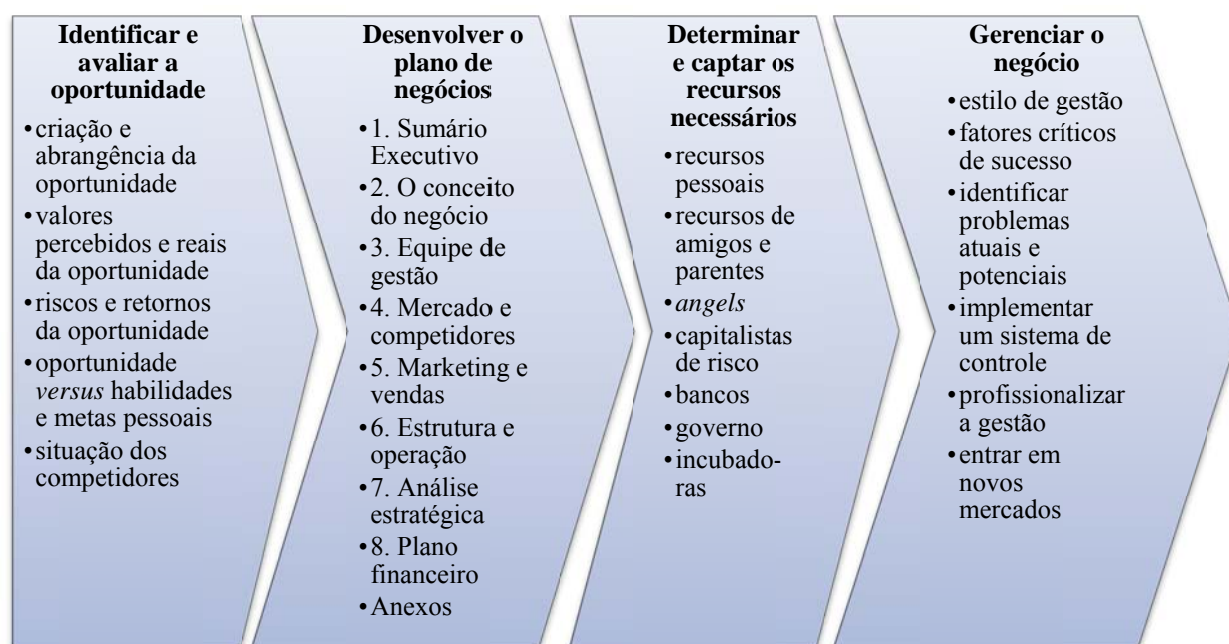 Identificar e
avaliar a
oportunidade
•criação e
abrangência da
oportunidade
•valores
percebidos e reais
da oportunidade
•riscos e retornos
da oportunidade
•oportunidade
versus habilidades
e metas pessoais
•situação dos
competidores
Desenvolver o
plano de
negócios
•1. Sumário
Executivo
•2. O conceito
do negócio
•3. Equipe de
gestão
•4. Mercado e
competidores
•5. Marketing e
vendas
•6. Estrutura e
operação
•7. Análise
estratégica
•8. Plano
financeiro
•Anexos
Determinar
e captar os
recursos
necessários
•recursos
pessoais
•recursos de
amigos e
parentes
•angels
•capitalistas
de risco
•bancos
•governo
•incubado-
ras
Gerenciar o
negócio
•estilo de gestão
•fatores críticos
de sucesso
•identificar
problemas
atuais e
potenciais
•implementar
um sistema de
controle
•profissionalizar
a gestão
•entrar em
novos
mercados